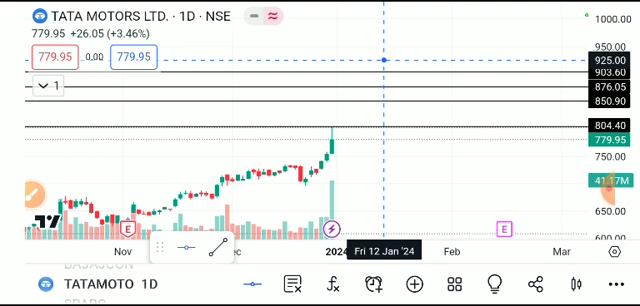 TATA MOTORS LTD. · 1D · NSE
779.95 +26.05 (+3.46%)
779.95 0.00 779.95
1
1000.00
950.00
925.00
903.60
876.05
850.90
804.40
779.95
750.00
41.17M
650.00
600.00
E
E
Nov
2024
Fri 12 Jan '24
Feb
Mar
TATAMOTO 1D